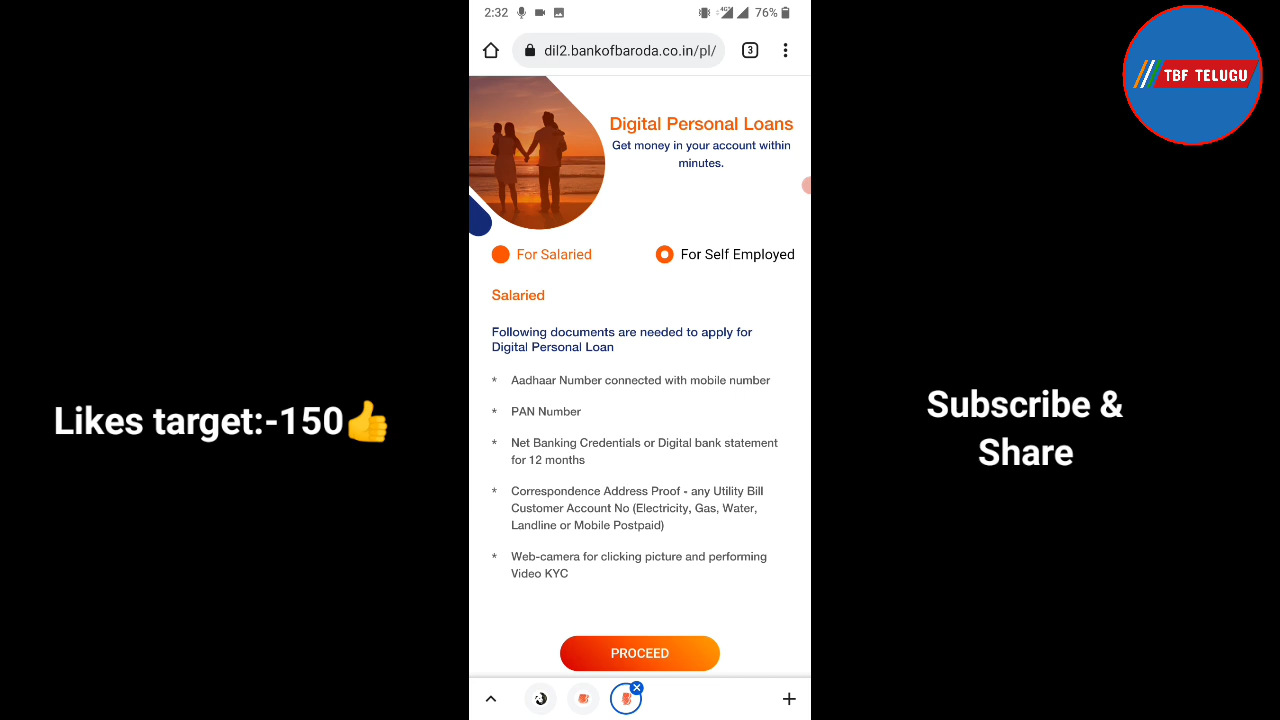 2:32
4G
76%
TBF TELUGU
dil2.bankofbaroda.co.in/pl/
3
Digital Personal Loans
Get money in your account within
minutes.
For Salaried
For Self Employed
Salaried
Following documents are needed to apply for
Digital Personal Loan
* Aadhaar Number connected with mobile number
* PAN Number
* Net Banking Credentials or Digital bank statement
for 12 months
* Correspondence Address Proof - any Utility Bill
Customer Account No (Electricity, Gas, Water,
Landline or Mobile Postpaid)
* Web-camera for clicking picture and performing
Video KYC
PROCEED
Likes target:-150👍
Subscribe &
Share